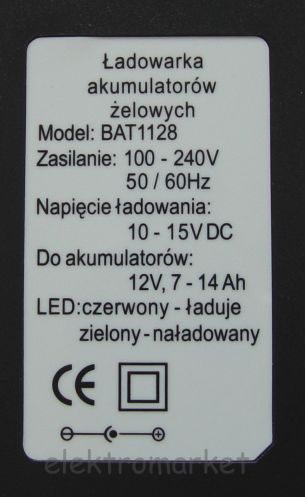 Ładowarka
akumulatorów
żelowych
Model: BAT1128
Zasilanie: 100 - 240V
50 / 60Hz
Napięcie ładowania:
10 - 15V DC
Do akumulatorów:
12V, 7 - 14 Ah
LED:czerwony - ładuje
zielony - naładowany
CE
elektromarket